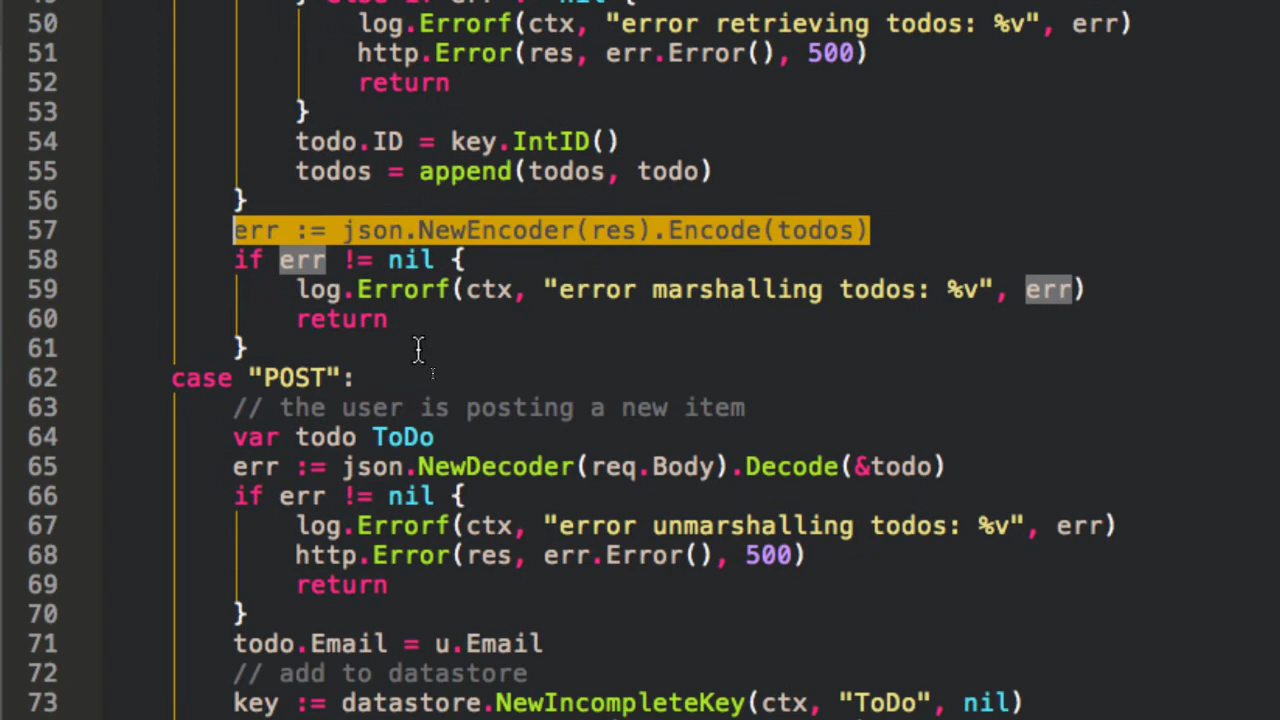 50 log.Errorf(ctx, "error retrieving todos: %v", err)
51 http.Error(res, err.Error(), 500)
52 return
53 }
54 todo.ID = key.IntID()
55 todos = append(todos, todo)
56 }
57 err := json.NewEncoder(res).Encode(todos)
58 if err != nil {
59 log.Errorf(ctx, "error marshalling todos: %v", err)
60 return
61 }
62 case "POST":
63 // the user is posting a new item
64 var todo ToDo
65 err := json.NewDecoder(req.Body).Decode(&todo)
66 if err != nil {
67 log.Errorf(ctx, "error unmarshalling todos: %v", err)
68 http.Error(res, err.Error(), 500)
69 return
70 }
71 todo.Email = u.Email
72 // add to datastore
73 key := datastore.NewIncompleteKey(ctx, "ToDo", nil)